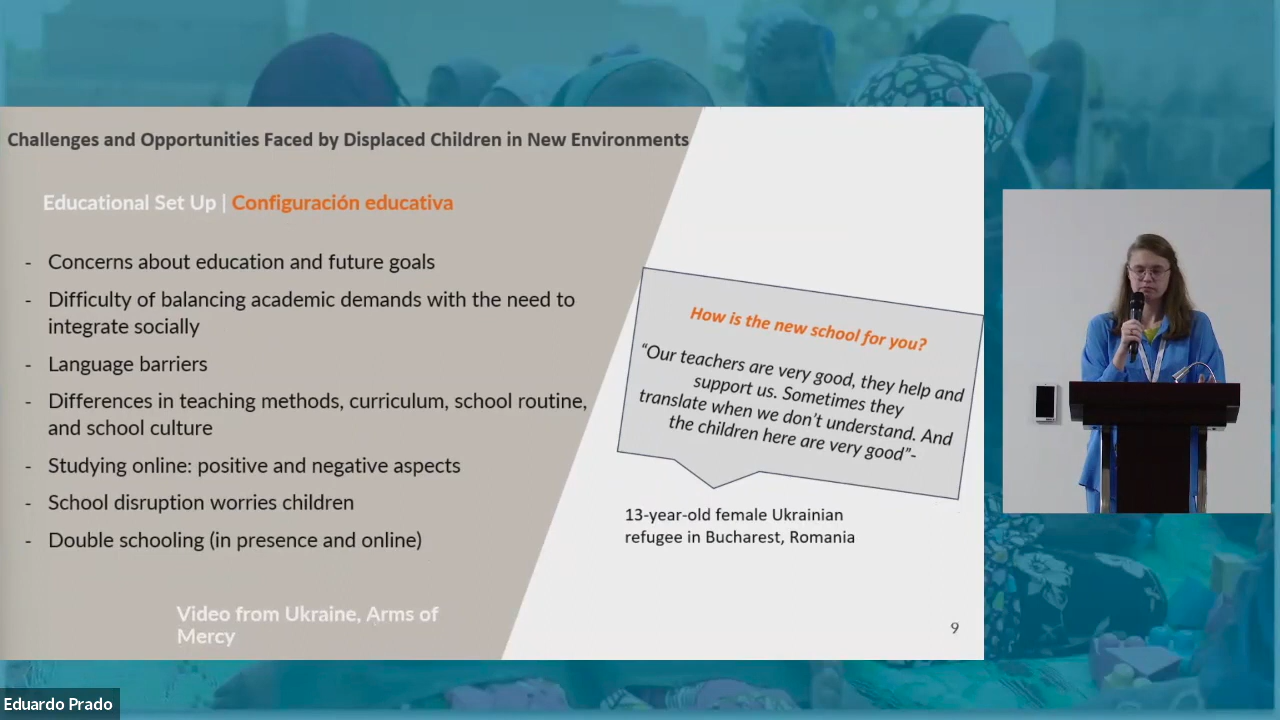 Challenges and Opportunities Faced by Displaced Children in New Environments
Educational Set Up | Configuración educativa
- Concerns about education and future goals
- Difficulty of balancing academic demands with the need to
integrate socially
- Language barriers
- Differences in teaching methods, curriculum, school routine,
and school culture
- Studying online: positive and negative aspects
- School disruption worries children
- Double schooling (in presence and online)
Video from Ukraine, Arms of
Mercy
How is the new school for you?
“Our teachers are very good, they help and
support us. Sometimes they
translate when we don’t understand. And
the children here are very good”-
13-year-old female Ukrainian
refugee in Bucharest, Romania
9
Eduardo Prado